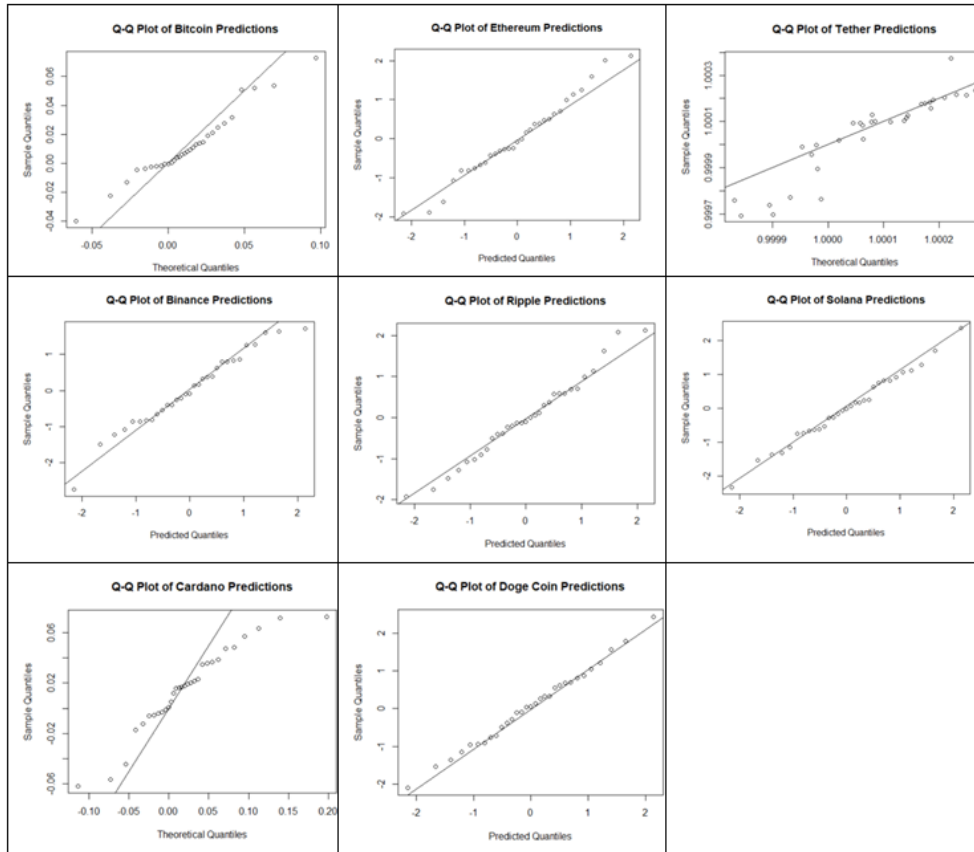 Q-Q Plot of Bitcoin Predictions
Sample Quantiles
-0.04 -0.02 0.00 0.02 0.04 0.06
-0.05 0.00 0.05 0.10
Theoretical Quantiles
Q-Q Plot of Ethereum Predictions
Sample Quantiles
-2 -1 0 1 2
-2 -1 0 1 2
Predicted Quantiles
Q-Q Plot of Tether Predictions
Sample Quantiles
0.9997 0.9999 1.0001 1.0003
0.9999 1.0000 1.0001 1.0002
Theoretical Quantiles
Q-Q Plot of Binance Predictions
Sample Quantiles
-2 -1 0 1
-2 -1 0 1 2
Predicted Quantiles
Q-Q Plot of Ripple Predictions
Sample Quantiles
-2 -1 0 1 2
-2 -1 0 1 2
Predicted Quantiles
Q-Q Plot of Solana Predictions
Sample Quantiles
-2 -1 0 1 2
-2 -1 0 1 2
Predicted Quantiles
Q-Q Plot of Cardano Predictions
Sample Quantiles
-0.06 -0.02 0.02 0.06
-0.10 -0.05 0.00 0.05 0.10 0.15 0.20
Theoretical Quantiles
Q-Q Plot of Doge Coin Predictions
Sample Quantiles
-2 -1 0 1 2
-2 -1 0 1 2
Predicted Quantiles